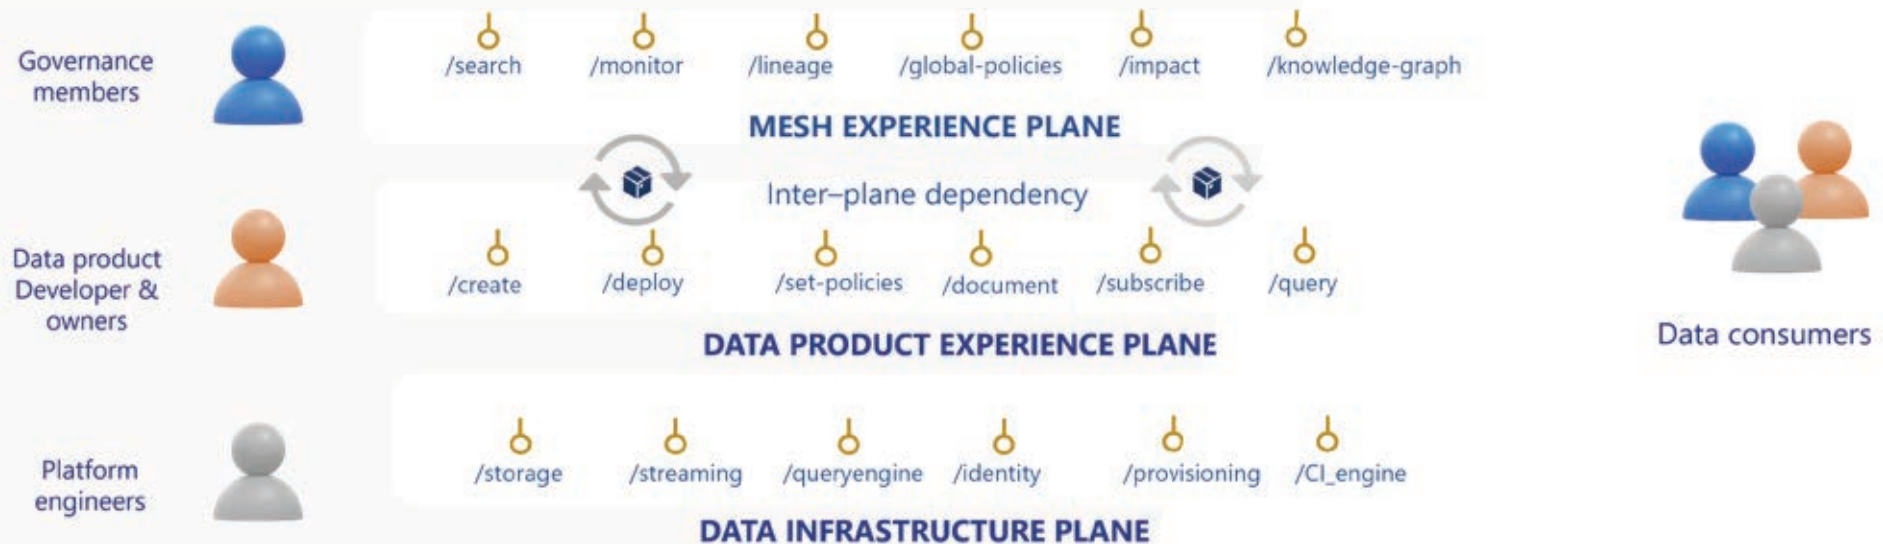 Governance
members
/search
/monitor
/lineage
/global-policies
/impact
/knowledge-graph
MESH EXPERIENCE PLANE
Inter–plane dependency
Data product
Developer &
owners
/create
/deploy
/set-policies
/document
/subscribe
/query
DATA PRODUCT EXPERIENCE PLANE
Data consumers
Platform
engineers
/storage
/streaming
/queryengine
/identity
/provisioning
/CI_engine
DATA INFRASTRUCTURE PLANE